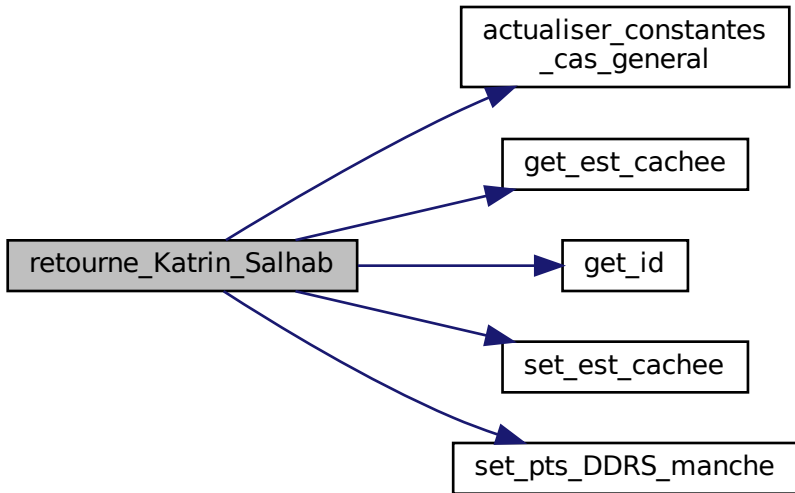 actualiser_constantes
_cas_general
get_est_cachee
retourne_Katrin_Salhab
get_id
set_est_cachee
set_pts_DDRS_manche